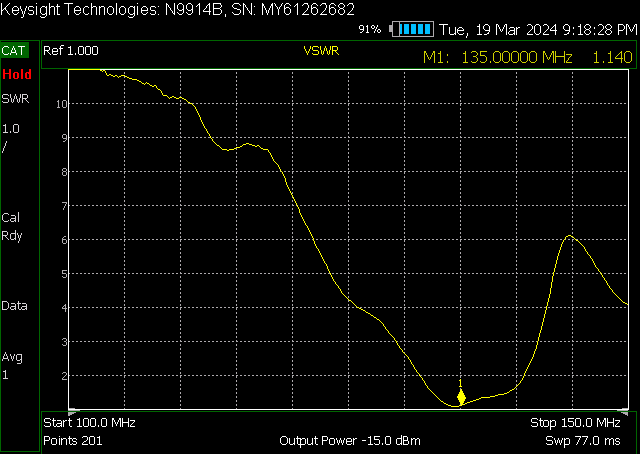 Keysight Technologies: N9914B, SN: MY61262682
91% Tue, 19 Mar 2024 9:18:28 PM
CAT Ref 1.000 VSWR M1: 135.00000 MHz 1.140
Hold
SWR
1.0
/
Cal
Rdy
Data
Avg
1
10
9
8
7
6
5
4
3
2
1
Start 100.0 MHz Stop 150.0 MHz
Points 201 Output Power -15.0 dBm Swp 77.0 ms